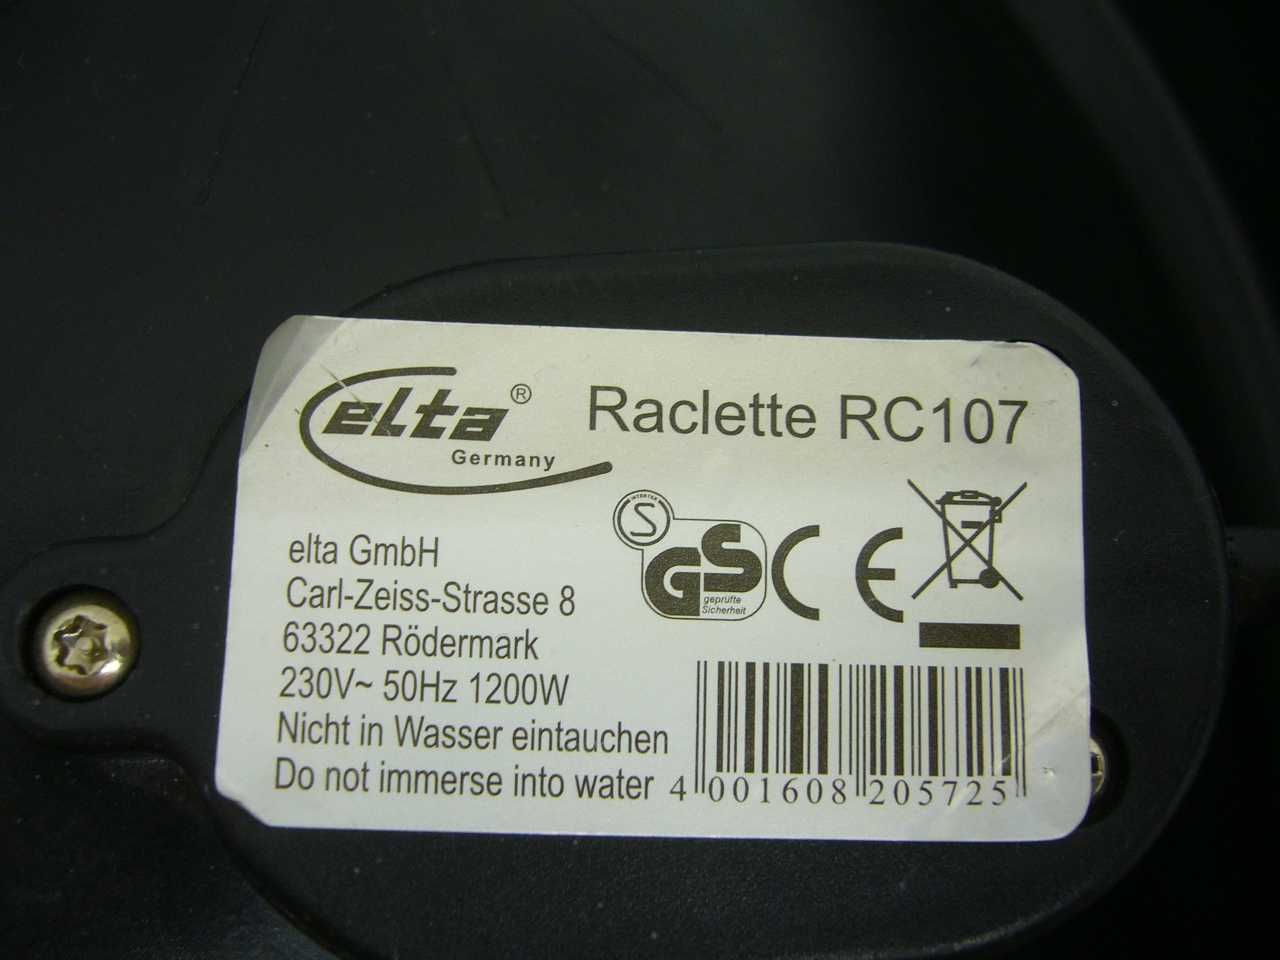 elta®
Germany
Raclette RC107
INTERTEK
S
GS
geprüfte
Sicherheit
CE
elta GmbH
Carl-Zeiss-Strasse 8
63322 Rödermark
230V~ 50Hz 1200W
Nicht in Wasser eintauchen
Do not immerse into water
4 001608 205725